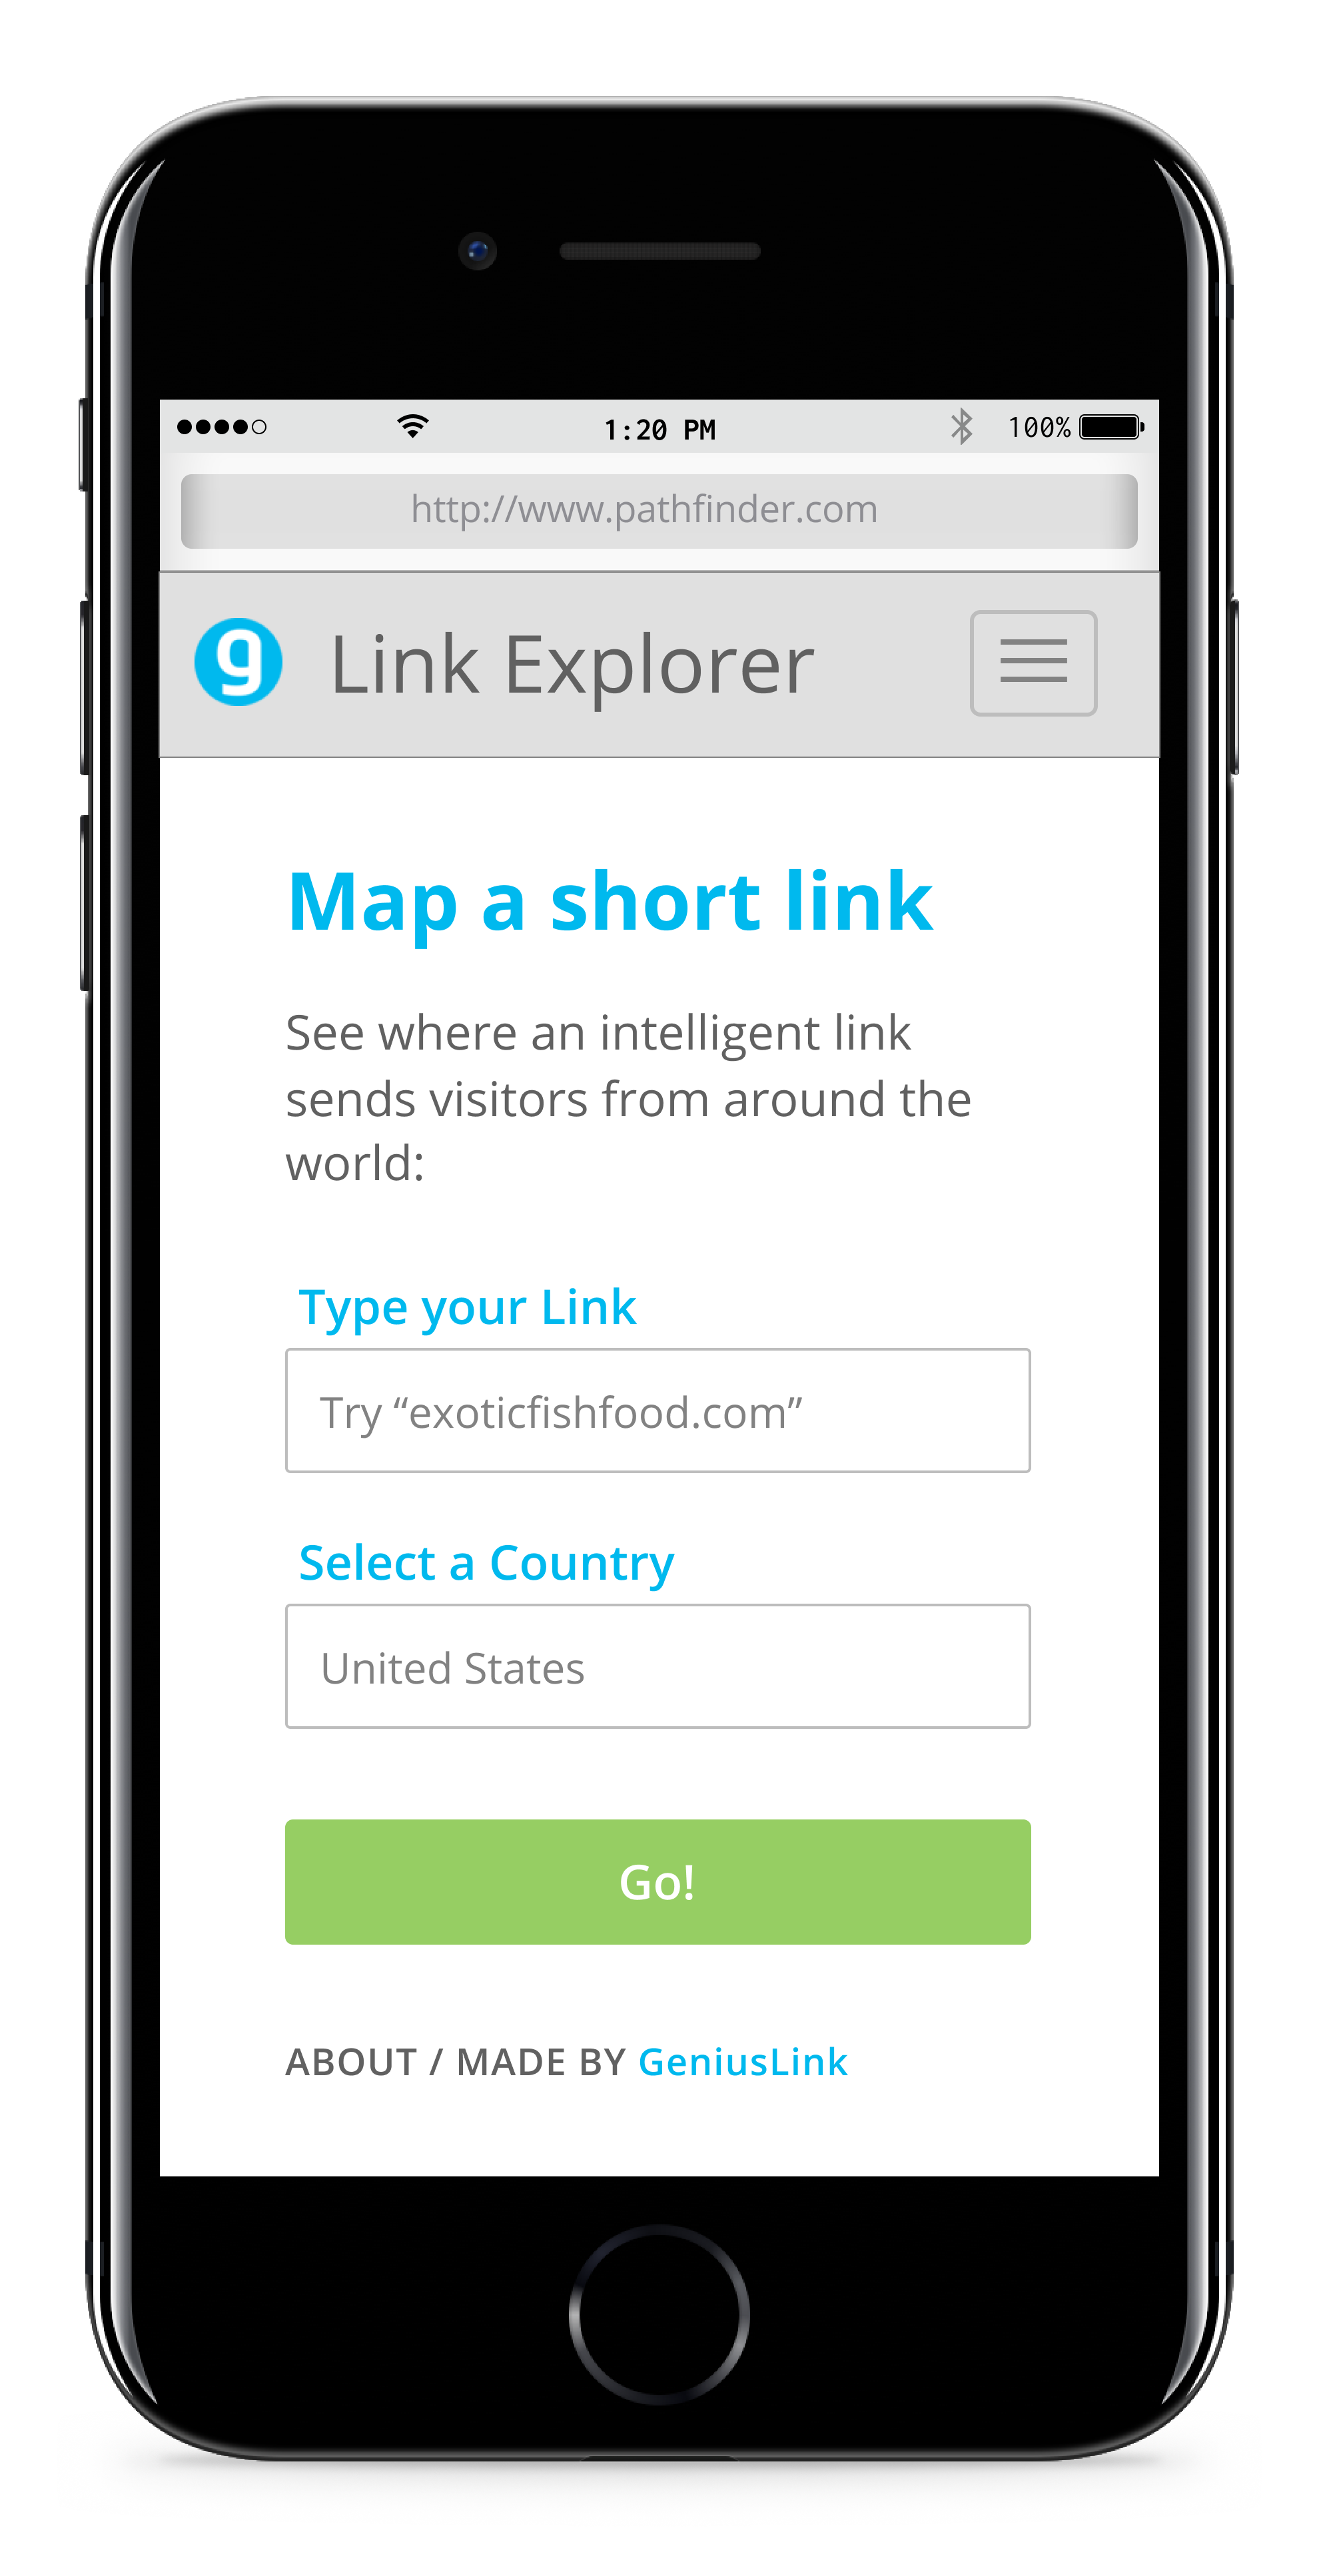 1:20 PM 100%
http://www.pathfinder.com
g Link Explorer
Map a short link
See where an intelligent link
sends visitors from around the
world:
Type your Link
Try “exoticfishfood.com”
Select a Country
United States
Go!
ABOUT / MADE BY GeniusLink